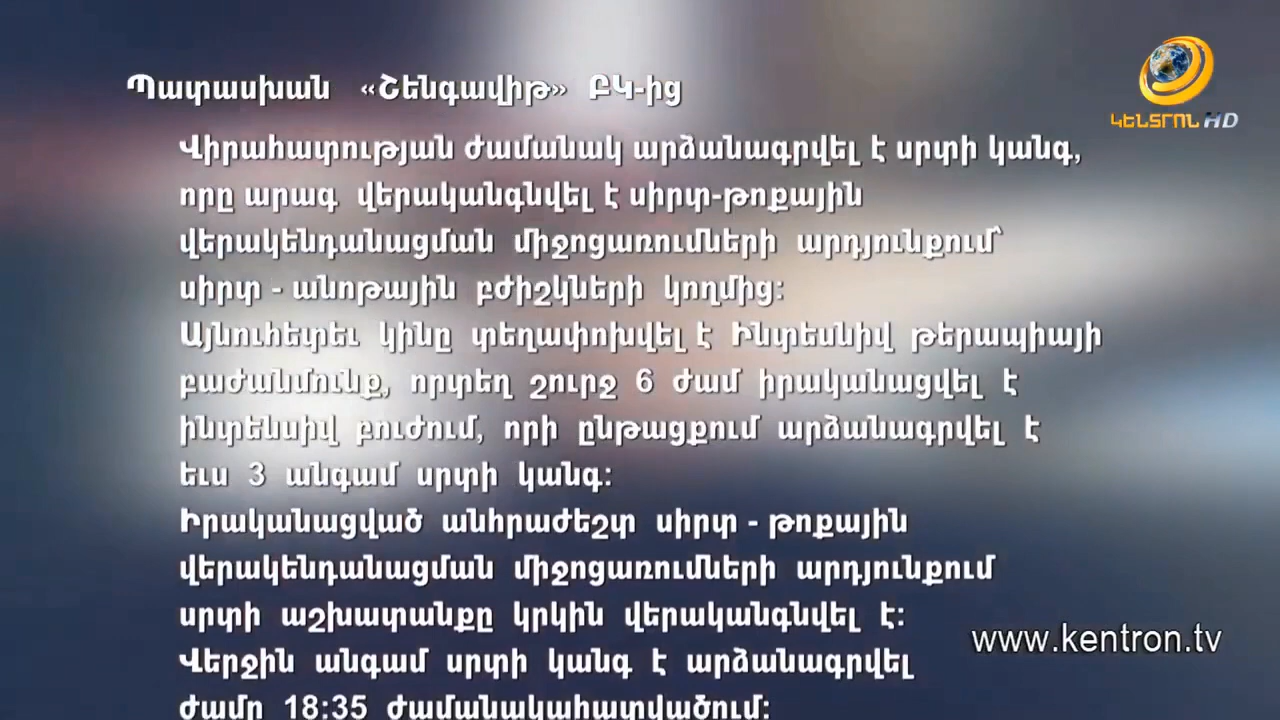 Պատասխան «Շենգավիթ» ԲԿ-ից
ԿԵՆՏՐՈՆ HD
Վիրահատության ժամանակ արձանագրվել է սրտի կանգ,
որը արագ վերականգնվել է սիրտ-թոքային
վերակենդանացման միջոցառումների արդյունքում՝
սիրտ - անոթային բժիշկների կողմից:
Այնուհետեւ կինը տեղափոխվել է Ինտեսնիվ թերապիայի
բաժանմունք, որտեղ շուրջ 6 ժամ իրականացվել է
ինտենսիվ բուժում, որի ընթացքում արձանագրվել է
եւս 3 անգամ սրտի կանգ:
Իրականացված անհրաժեշտ սիրտ - թոքային
վերակենդանացման միջոցառումների արդյունքում
սրտի աշխատանքը կրկին վերականգնվել է:
www.kentron.tv
Վերջին անգամ սրտի կանգ է արձանագրվել
ժամը 18:35 ժամանակահատվածում: